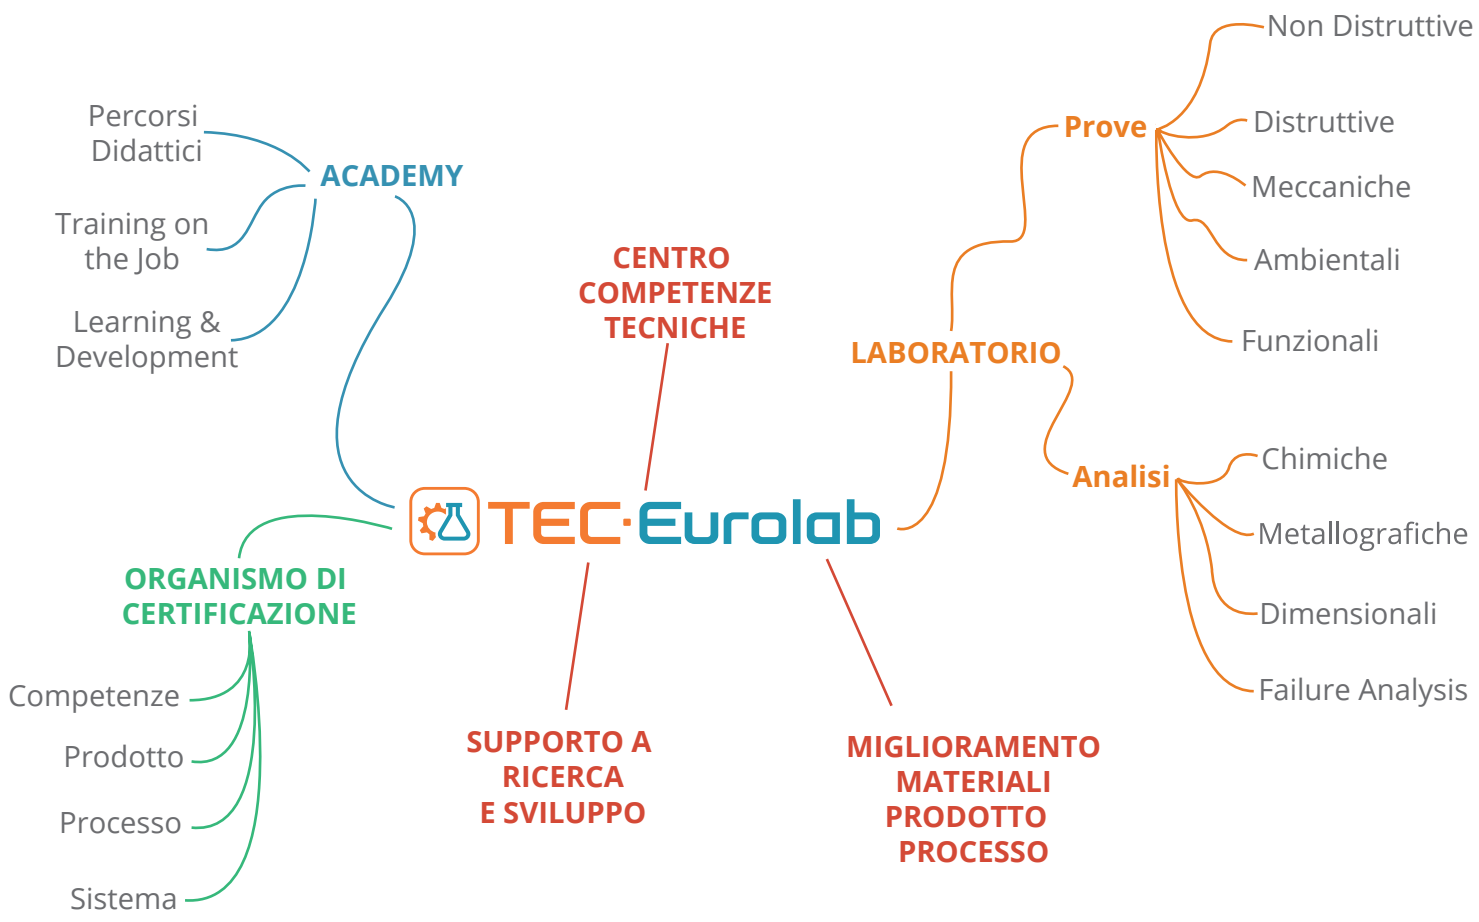 Percorsi
Didattici
Training on
the Job
Learning &
Development
ACADEMY
CENTRO
COMPETENZE
TECNICHE
LABORATORIO
Prove
Non Distruttive
Distruttive
Meccaniche
Ambientali
Funzionali
Analisi
Chimiche
Metallografiche
Dimensionali
Failure Analysis
TEC·Eurolab
ORGANISMO DI
CERTIFICAZIONE
Competenze
Prodotto
Processo
Sistema
SUPPORTO A
RICERCA
E SVILUPPO
MIGLIORAMENTO
MATERIALI
PRODOTTO
PROCESSO